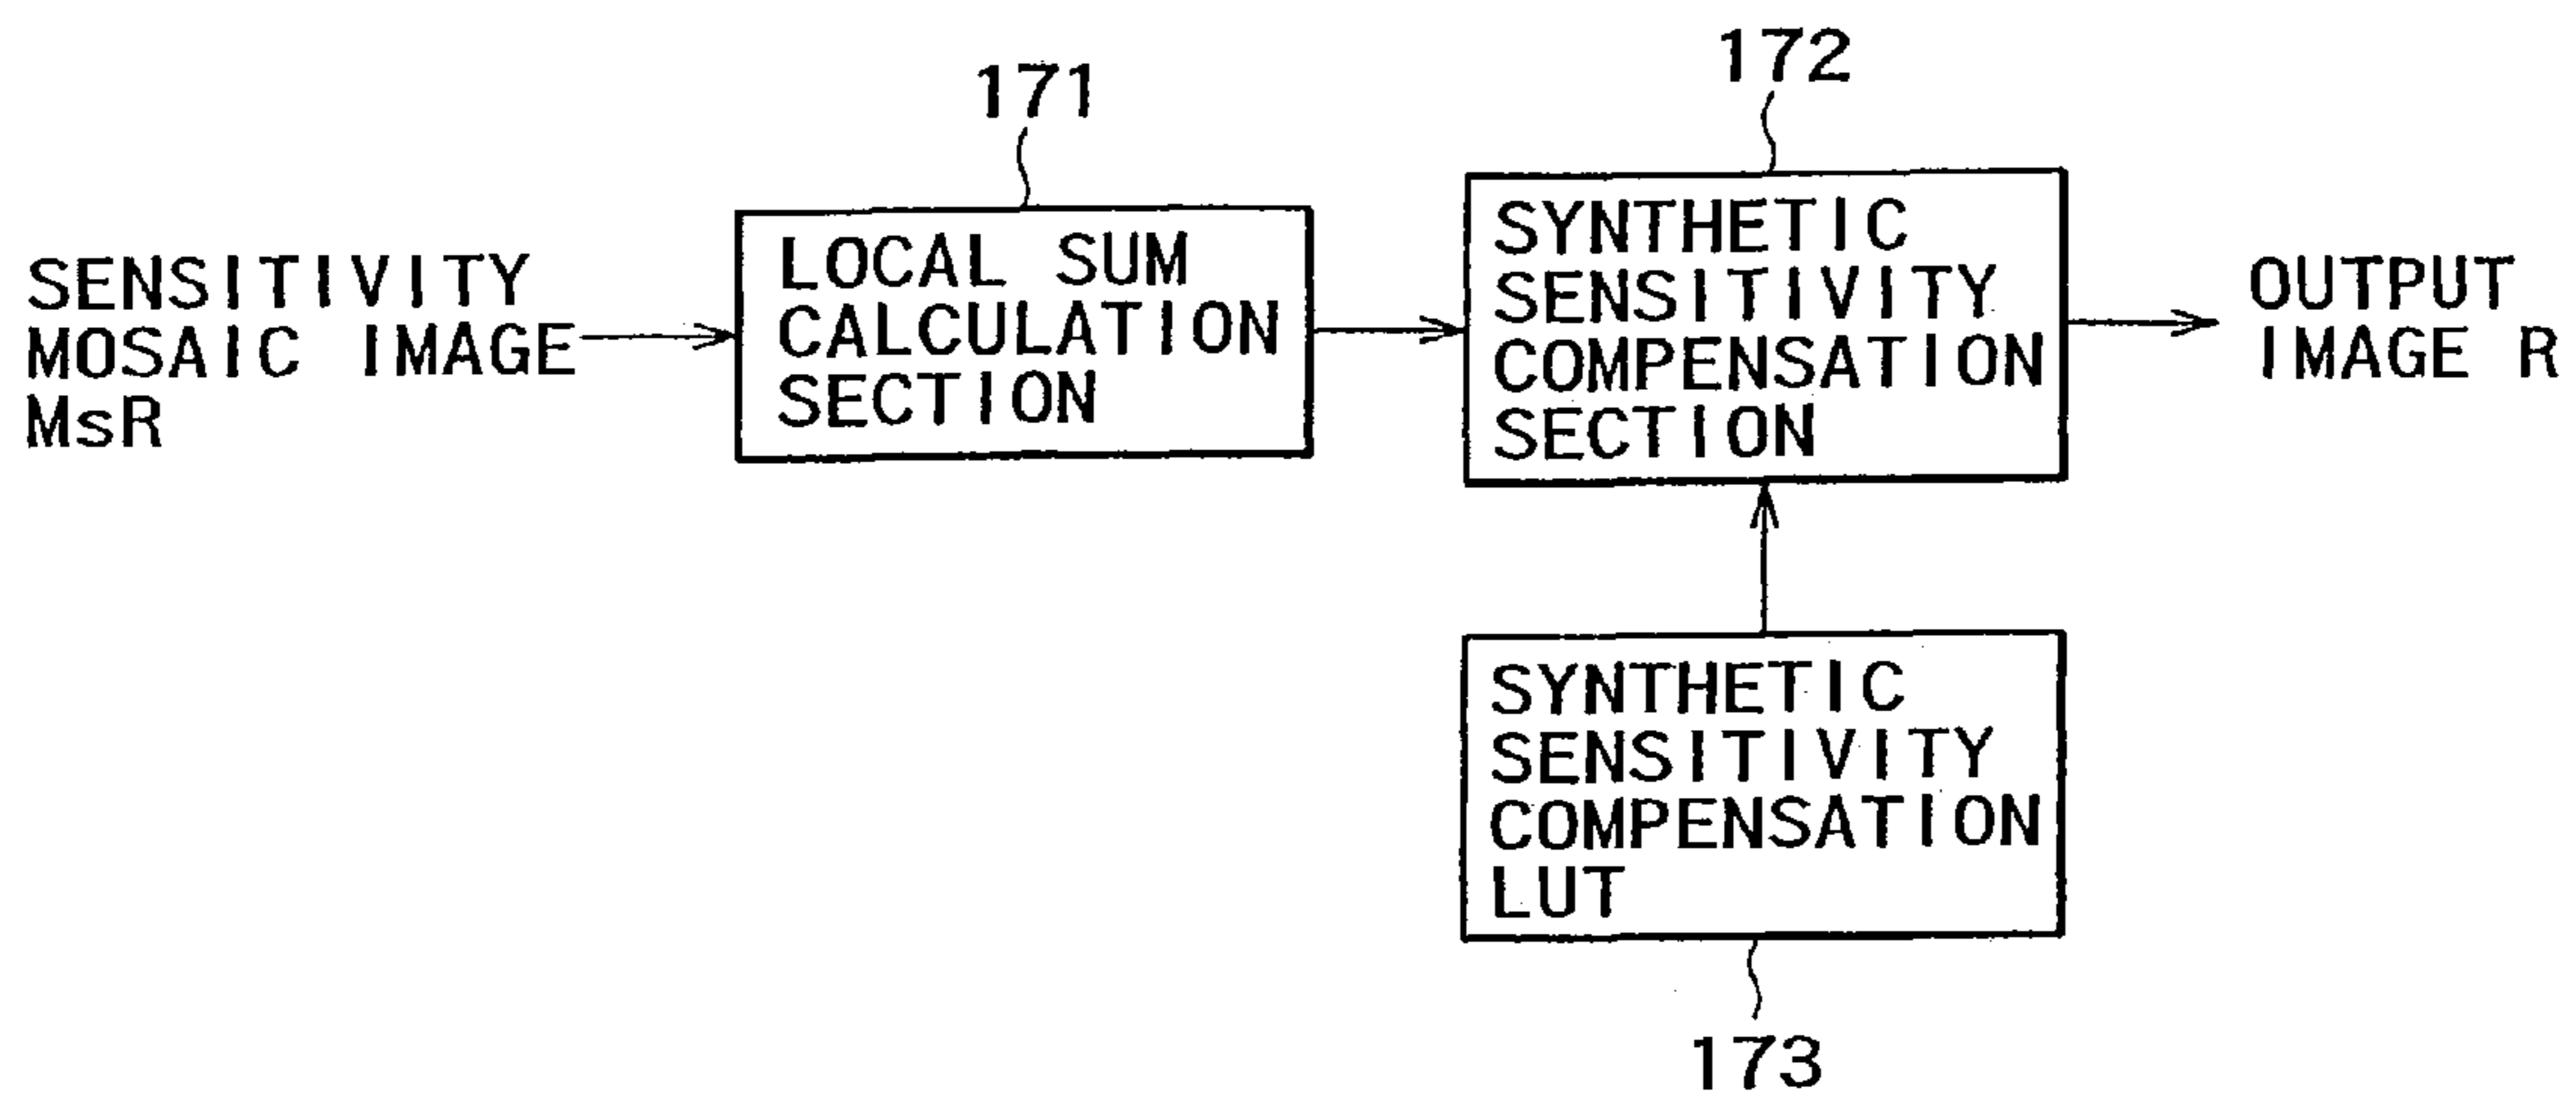 171
172
SENSITIVITY
MOSAIC IMAGE
MsR
LOCAL SUM
CALCULATION
SECTION
SYNTHETIC
SENSITIVITY
COMPENSATION
SECTION
OUTPUT
IMAGE R
SYNTHETIC
SENSITIVITY
COMPENSATION
LUT
173